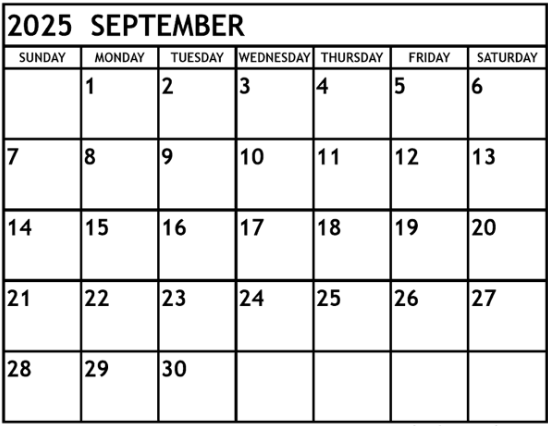 2025 SEPTEMBER
SUNDAY MONDAY TUESDAY WEDNESDAY THURSDAY FRIDAY SATURDAY
1 2 3 4 5 6
7 8 9 10 11 12 13
14 15 16 17 18 19 20
21 22 23 24 25 26 27
28 29 30